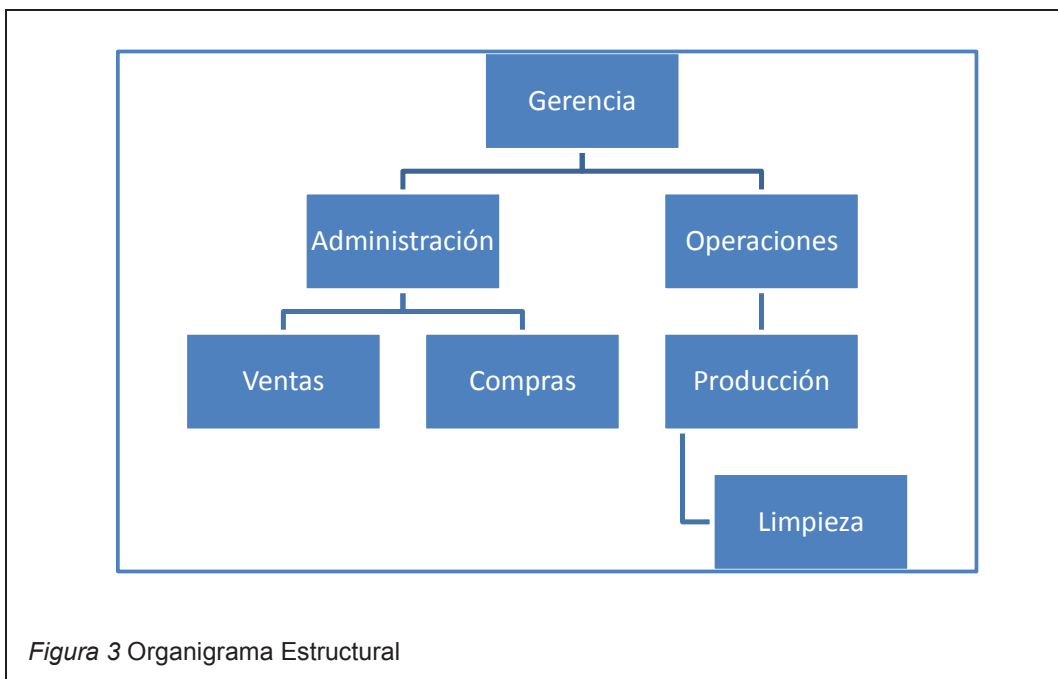 Gerencia
Administración
Operaciones
Ventas
Compras
Producción
Limpieza
Figura 3 Organigrama Estructural